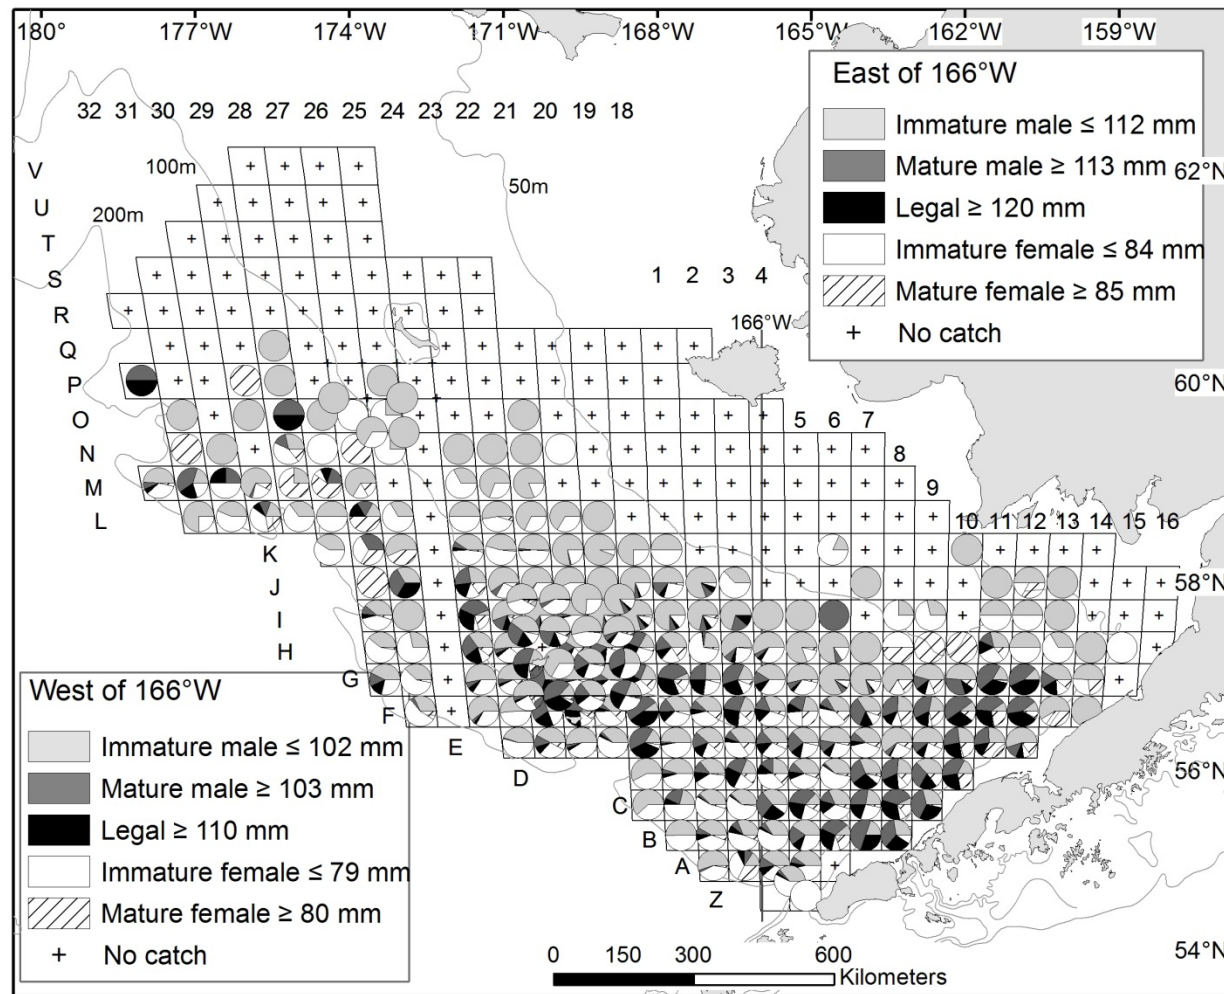 180° 177°W 174°W 171°W 168°W 165°W 162°W 159°W
East of 166°W
Immature male ≤ 112 mm
Mature male ≥ 113 mm
Legal ≥ 120 mm
Immature female ≤ 84 mm
Mature female ≥ 85 mm
+ No catch
62°N
60°N
58°N
56°N
54°N
32 31 30 29 28 27 26 25 24 23 22 21 20 19 18
100m
200m
50m
V
U
T
S
R
Q
P
O
N
M
L
K
J
I
H
G
F
E
D
C
B
A
Z
1 2 3 4
166°W
5 6 7
8
9
10 11 12 13 14 15 16
West of 166°W
Immature male ≤ 102 mm
Mature male ≥ 103 mm
Legal ≥ 110 mm
Immature female ≤ 79 mm
Mature female ≥ 80 mm
+ No catch
0 150 300 600
Kilometers